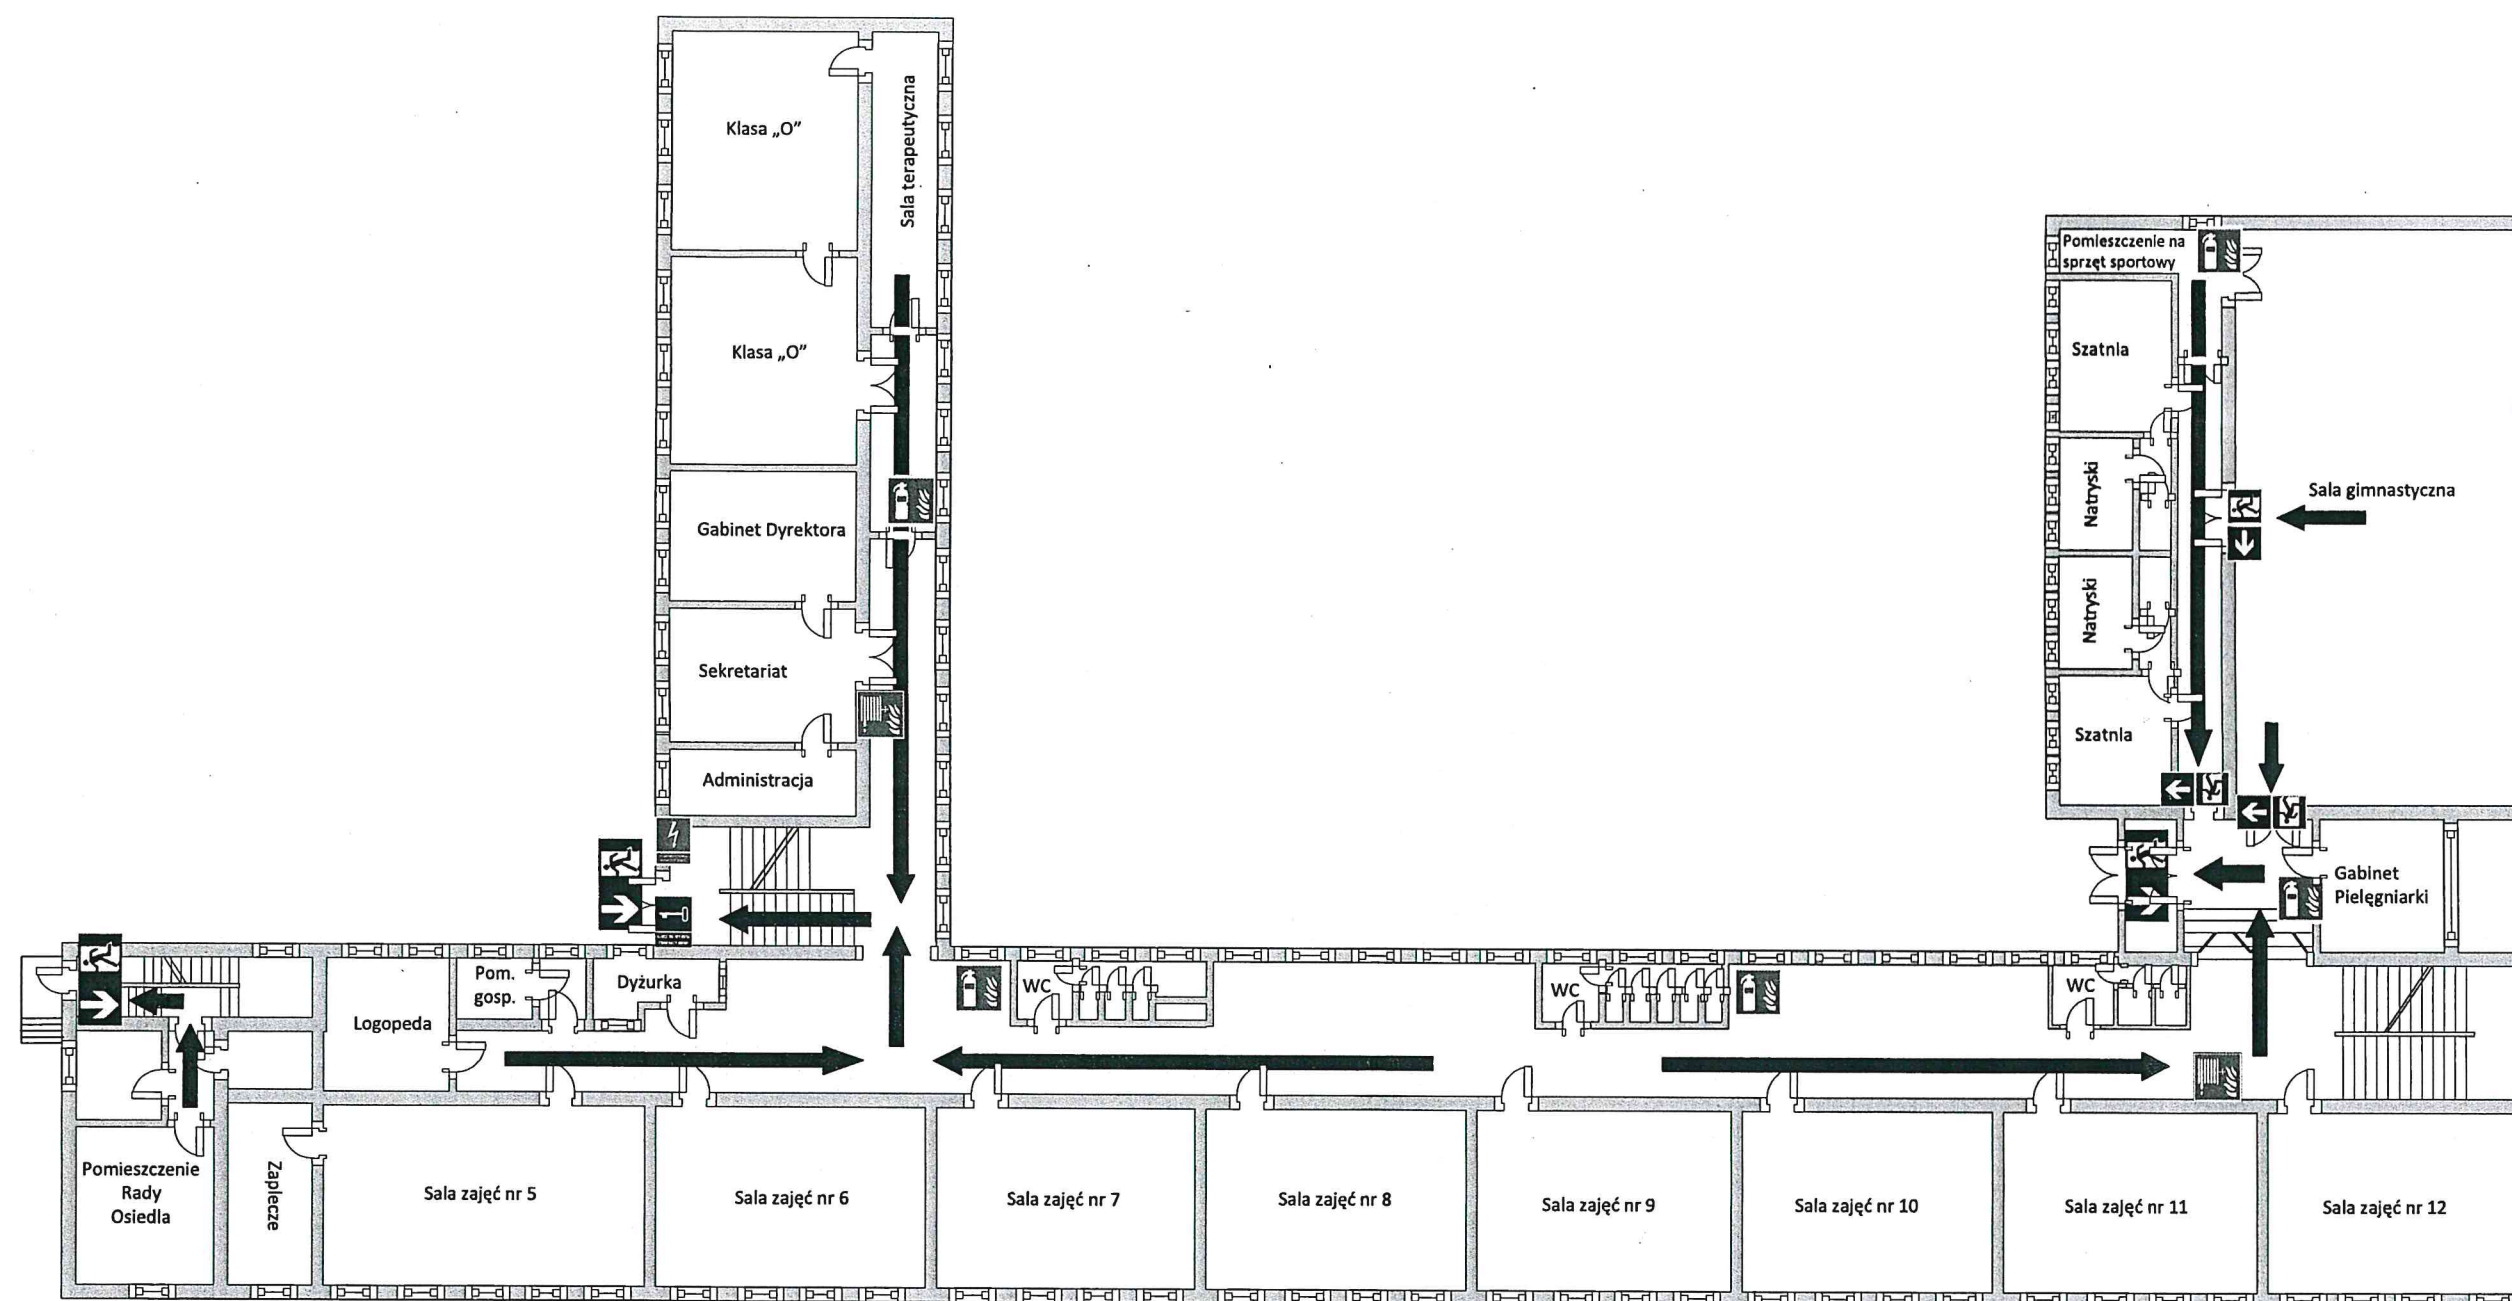 Klasa „O”
Sala terapeutyczna
Klasa „O”
Gabinet Dyrektora
Sekretariat
Administracja
Pomieszczenie na
sprzęt sportowy
Szatnia
Natryski
Natryski
Szatnia
Sala gimnastyczna
Gabinet
Pielęgniarki
Logopeda
Pom.
gosp.
Dyżurka
WC
WC
WC
Pomieszczenie
Rady
Osiedla
Zaplecze
Sala zajęć nr 5
Sala zajęć nr 6
Sala zajęć nr 7
Sala zajęć nr 8
Sala zajęć nr 9
Sala zajęć nr 10
Sala zajęć nr 11
Sala zajęć nr 12